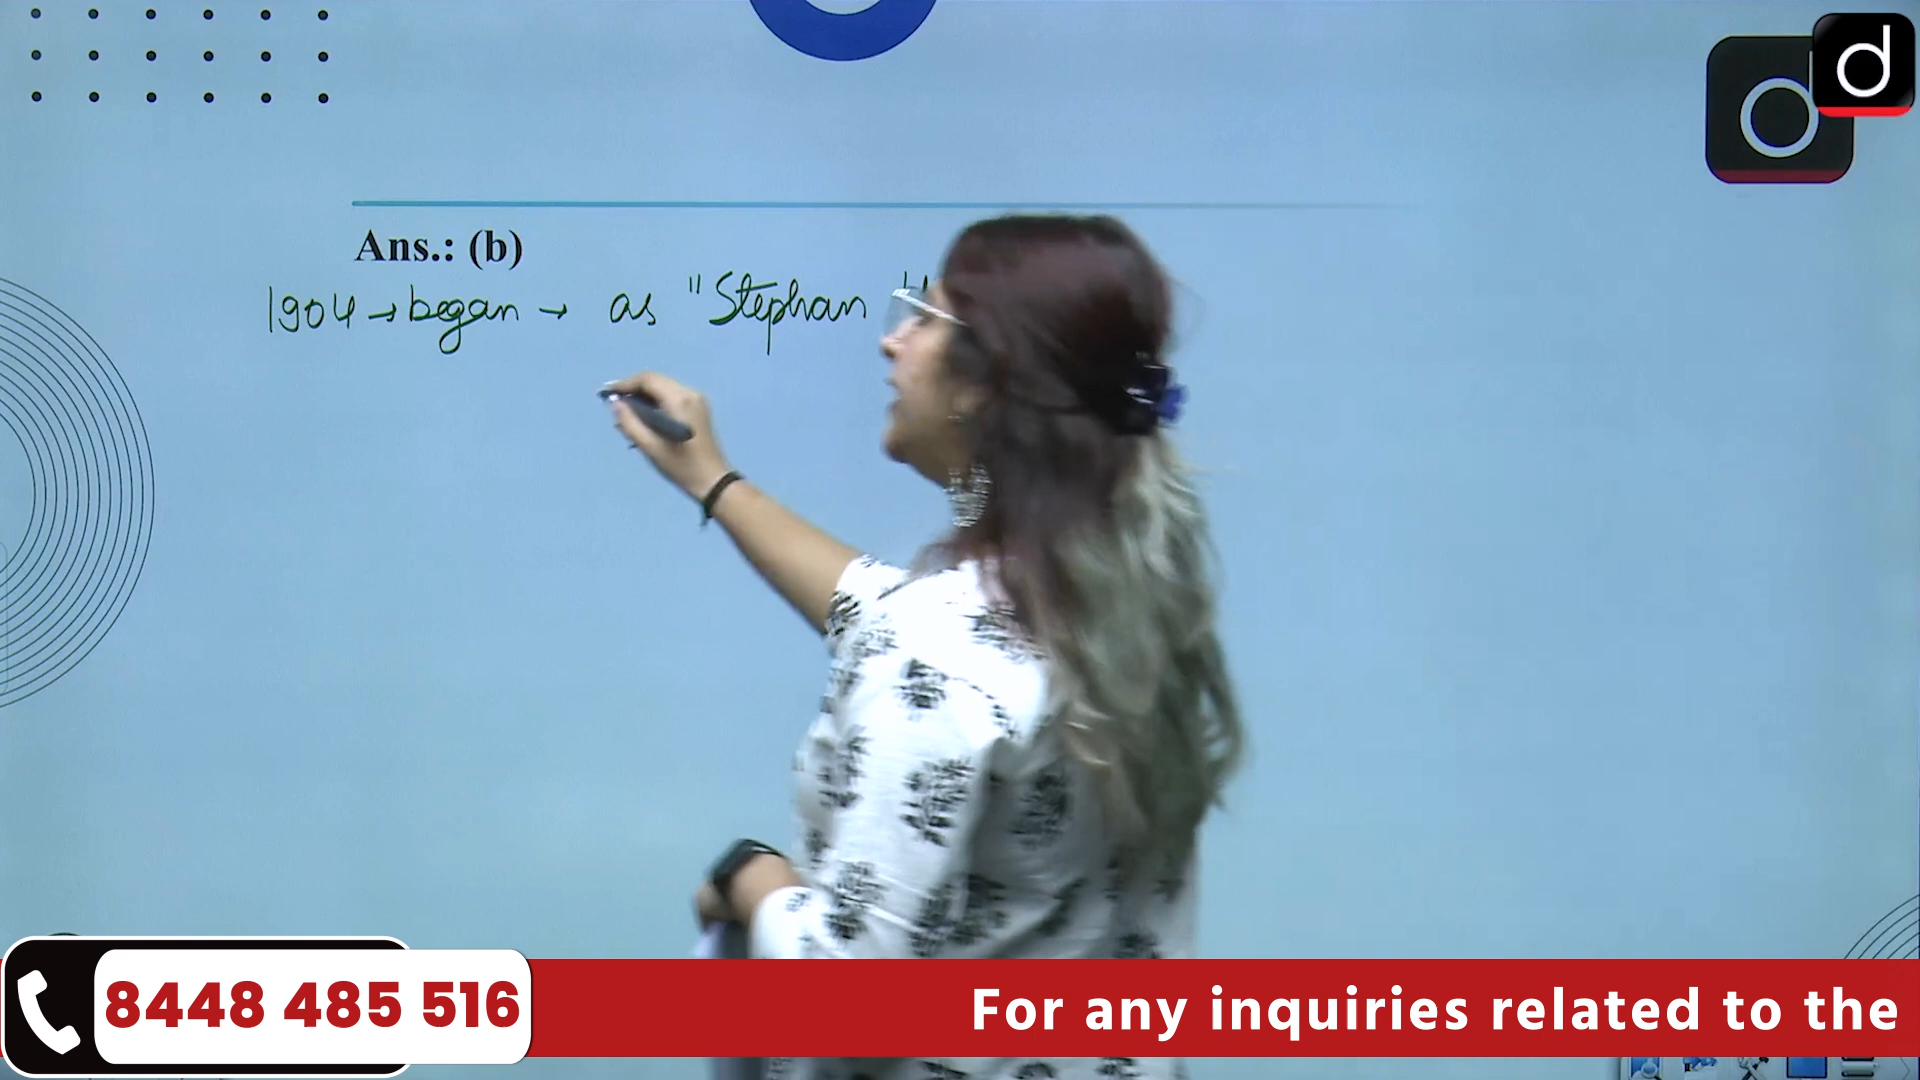 d
Ans.: (b)
1904 → began → as "Stephan "
8448 485 516
For any inquiries related to the